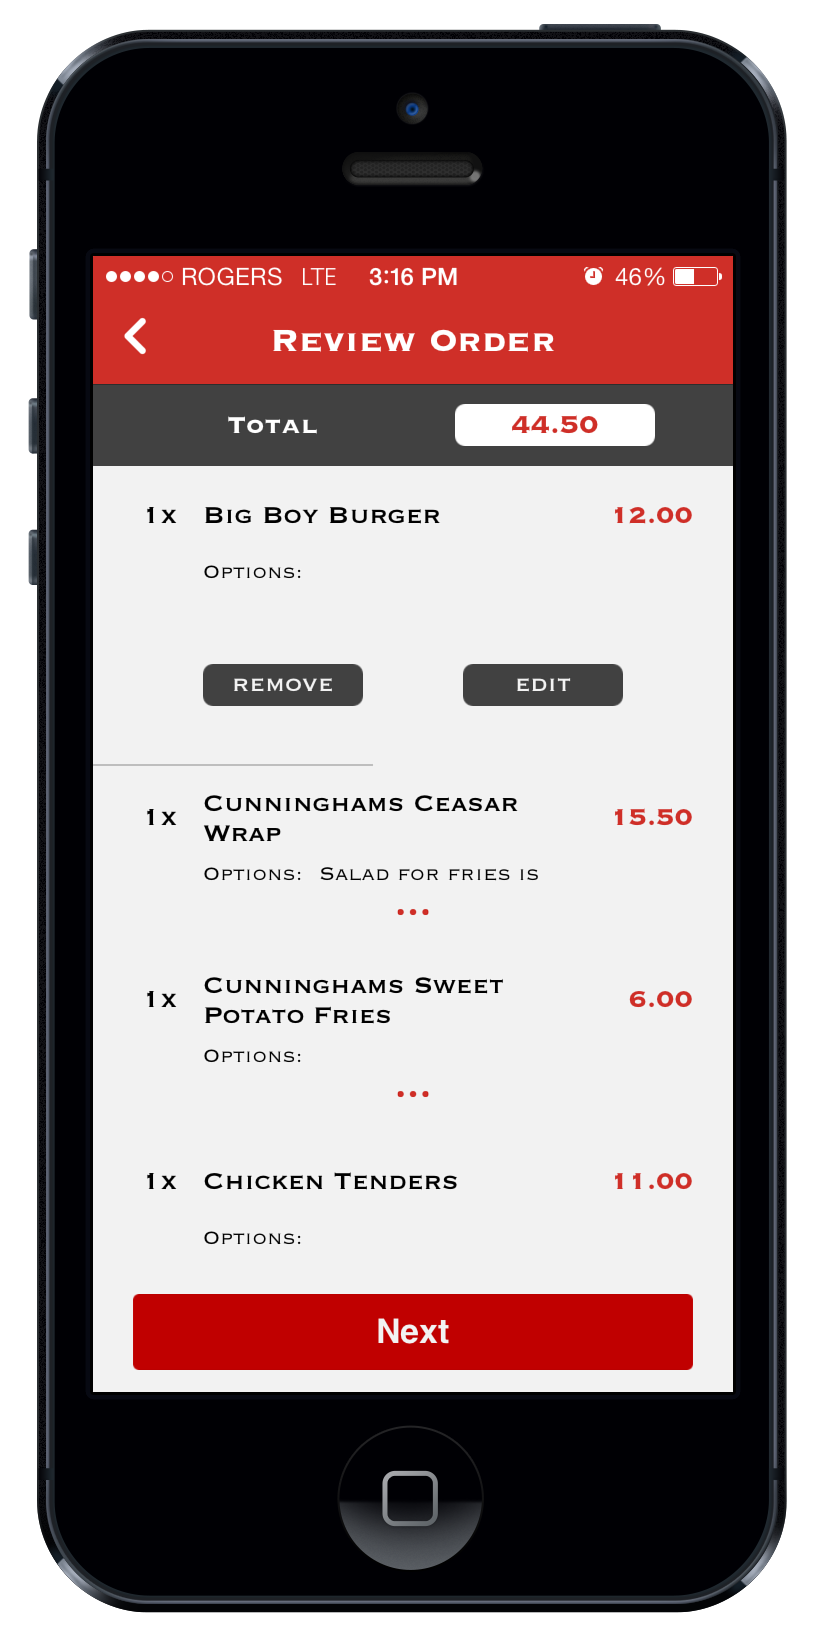 ROGERS LTE 3:16 PM 46%
Review Order
Total 44.50
1x Big Boy Burger 12.00
Options:
REMOVE EDIT
Cunninghams Ceasar
1x Wrap 15.50
Options: Salad for fries is
...
Cunninghams Sweet
1x Potato Fries 6.00
Options:
...
1x Chicken Tenders 11.00
Options:
Next